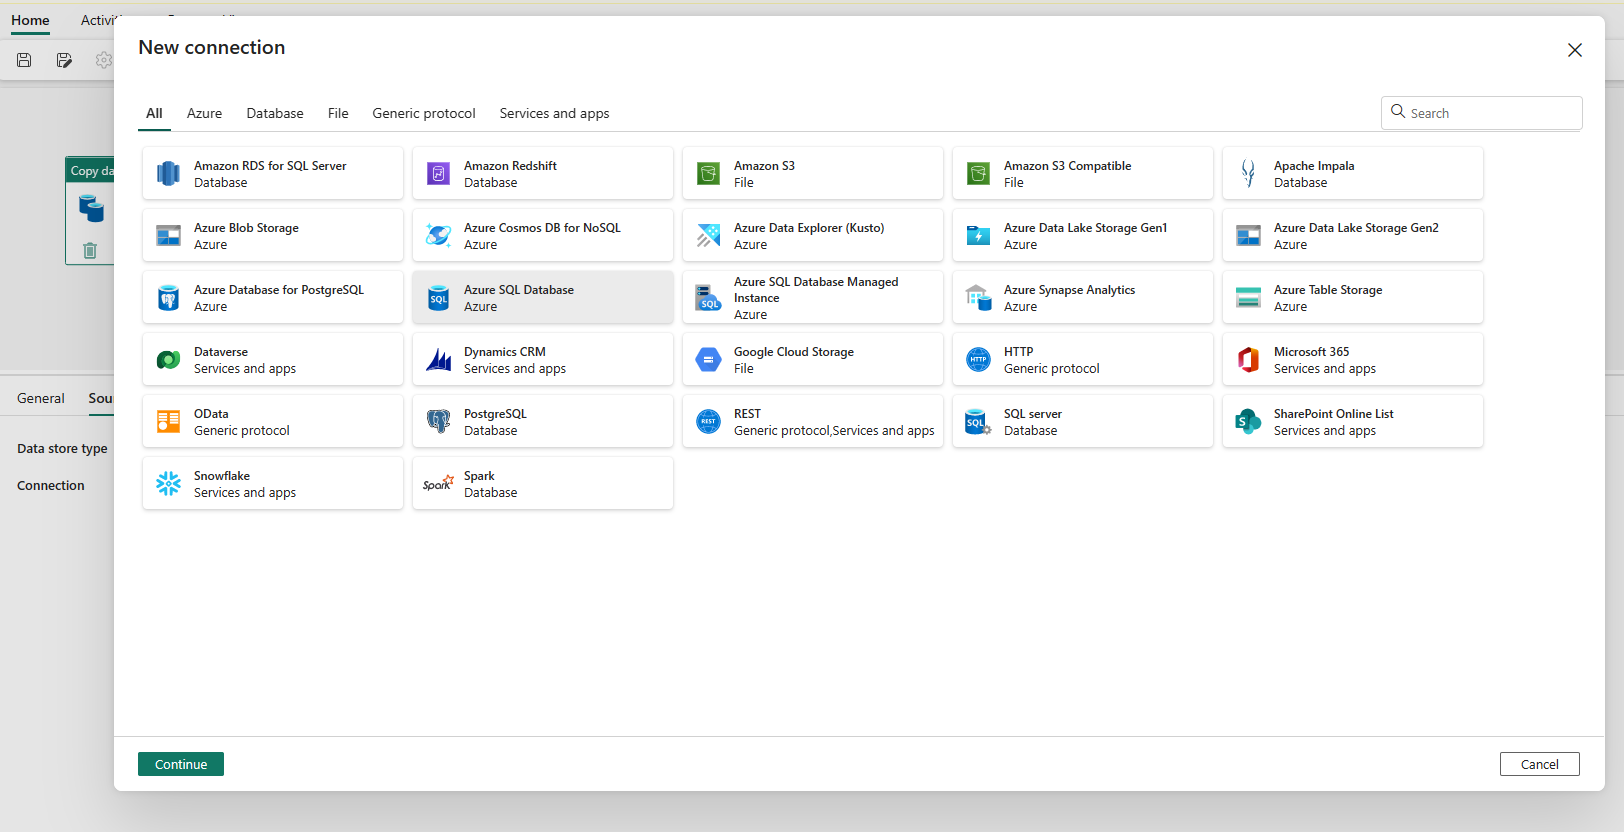 Home
New connection
All
Azure
Database
File
Generic protocol
Services and apps
Search
Copy da
Amazon RDS for SQL Server
Database
Amazon Redshift
Database
Amazon S3
File
Amazon S3 Compatible
File
Apache Impala
Database
Azure Blob Storage
Azure
Azure Cosmos DB for NoSQL
Azure
Azure Data Explorer (Kusto)
Azure
Azure Data Lake Storage Gen1
Azure
Azure Data Lake Storage Gen2
Azure
Azure Database for PostgreSQL
Azure
SQL
Azure SQL Database
Azure
SQL
Azure SQL Database Managed
Instance
Azure
Azure Synapse Analytics
Azure
Azure Table Storage
Azure
Dataverse
Services and apps
Dynamics CRM
Services and apps
Google Cloud Storage
File
HTTP
HTTP
Generic protocol
Microsoft 365
Services and apps
OData
Generic protocol
PostgreSQL
Database
REST
REST
Generic protocol,Services and apps
SQL
SQL server
Database
S
SharePoint Online List
Services and apps
Snowflake
Services and apps
Spark
Spark
Database
General
Sou
Data store type
Connection
Continue
Cancel